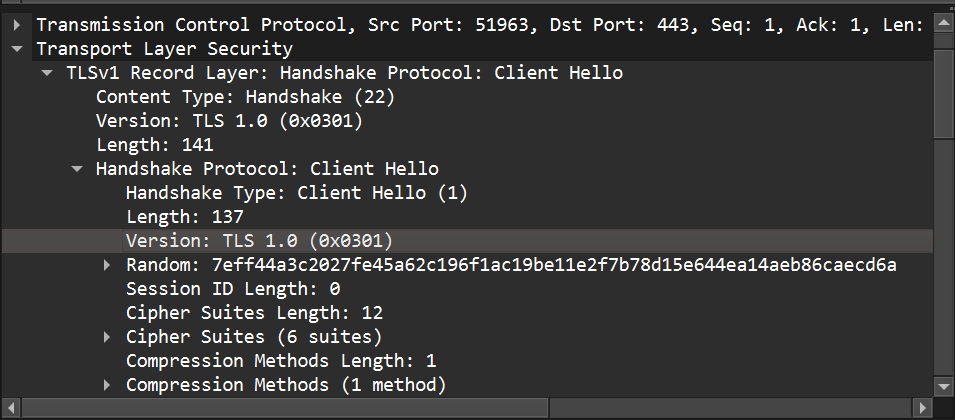 Transmission Control Protocol, Src Port: 51963, Dst Port: 443, Seq: 1, Ack: 1, Len:
Transport Layer Security
TLSv1 Record Layer: Handshake Protocol: Client Hello
Content Type: Handshake (22)
Version: TLS 1.0 (0x0301)
Length: 141
Handshake Protocol: Client Hello
Handshake Type: Client Hello (1)
Length: 137
Version: TLS 1.0 (0x0301)
Random: 7eff44a3c2027fe45a62c196f1ac19be11e2f7b78d15e644ea14aeb86caecd6a
Session ID Length: 0
Cipher Suites Length: 12
Cipher Suites (6 suites)
Compression Methods Length: 1
Compression Methods (1 method)